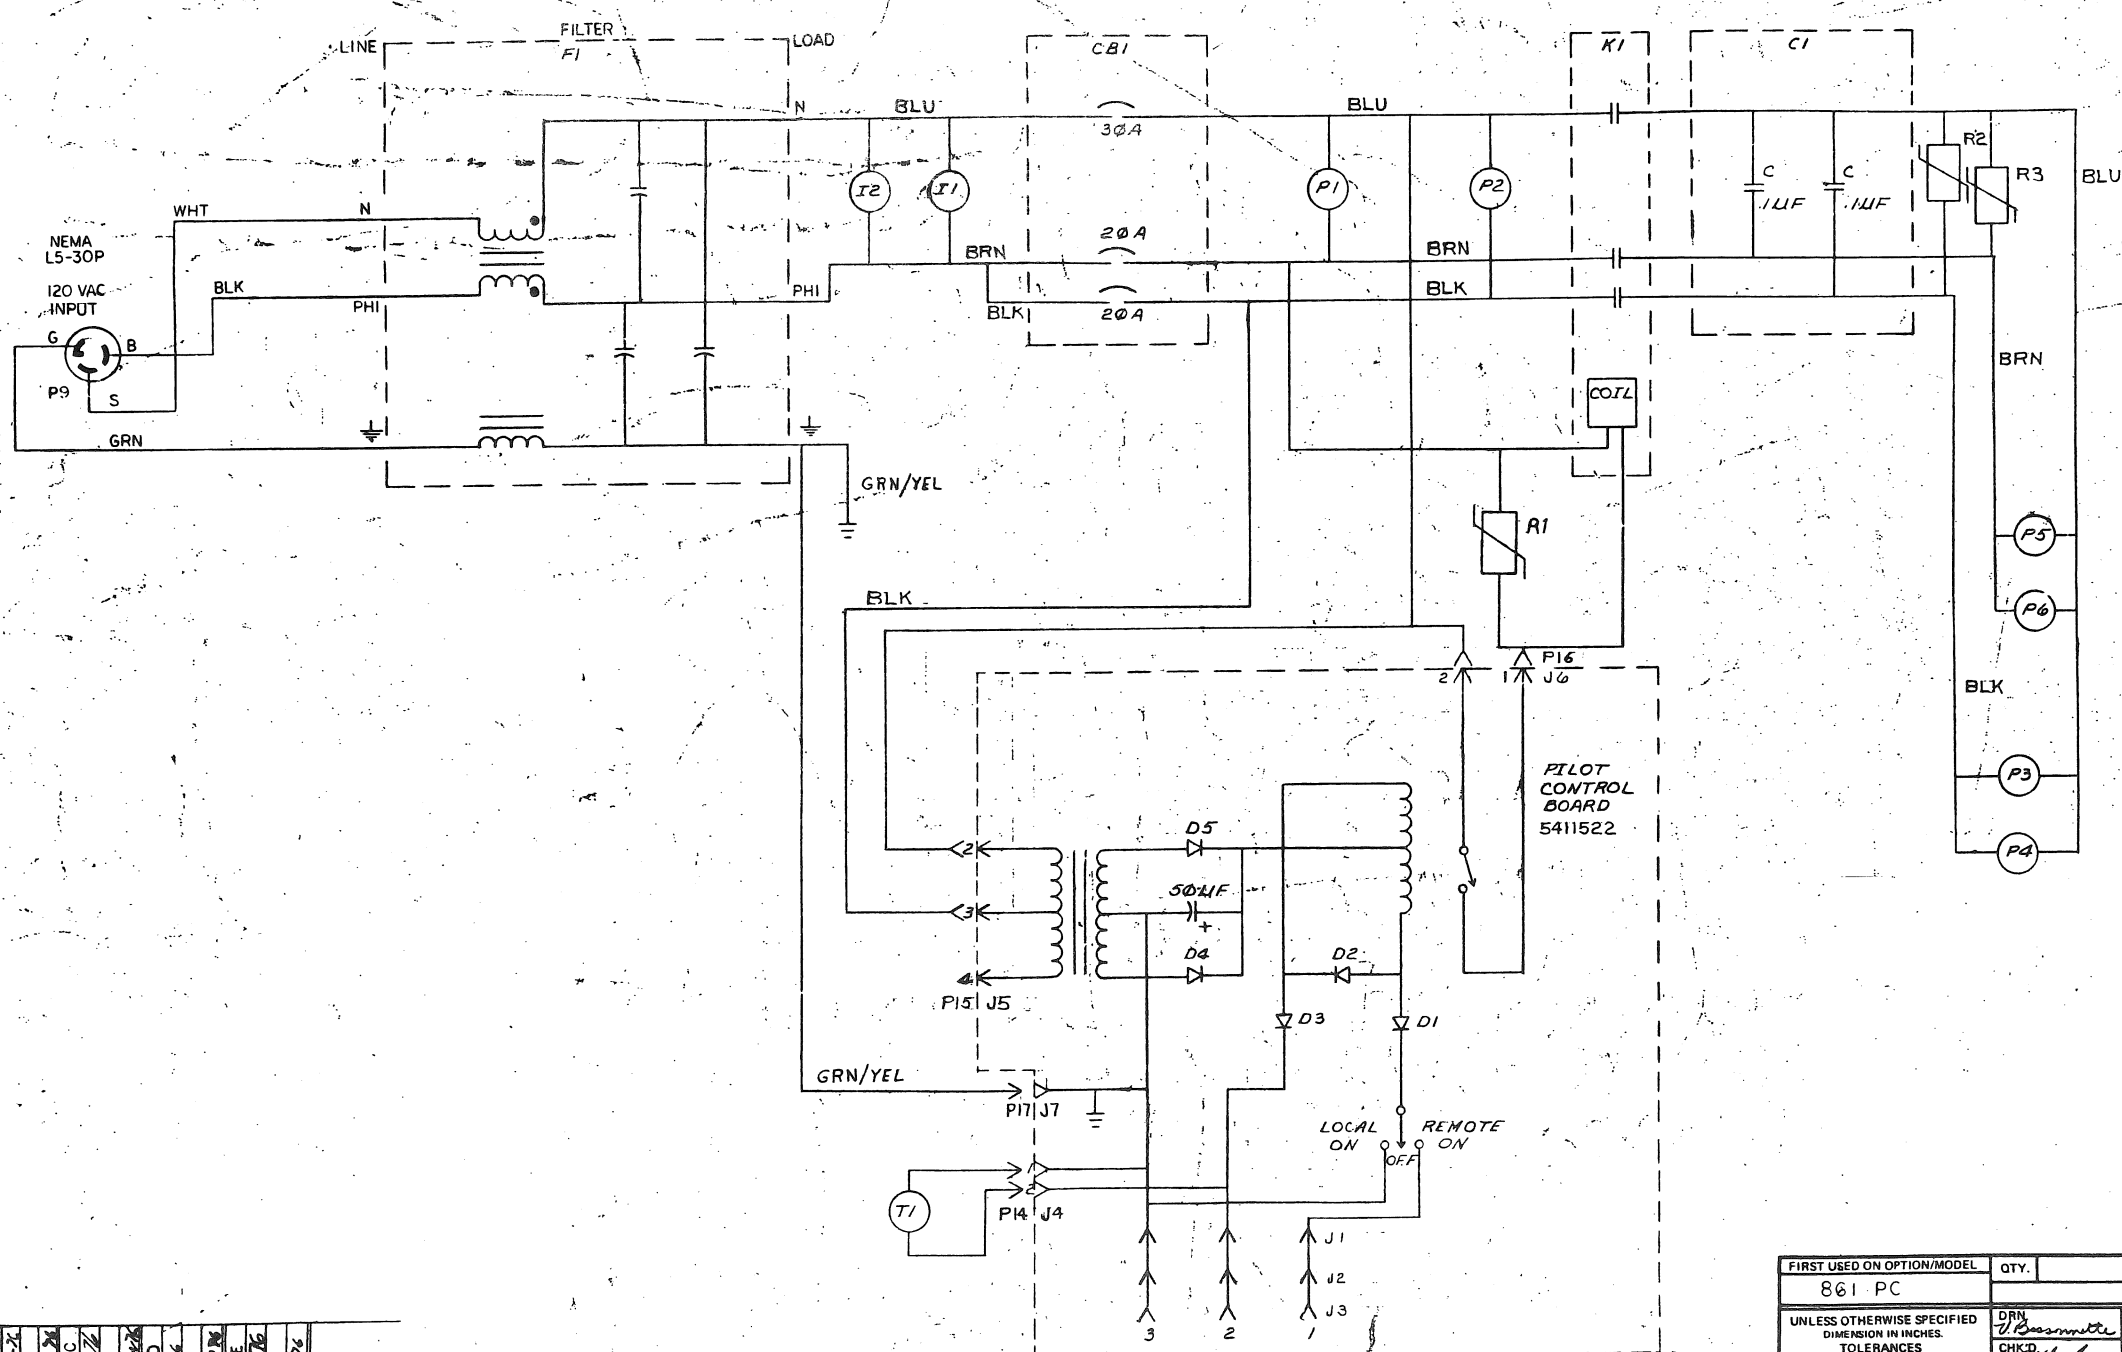 LINE
FILTER
F1
LOAD
CB1
K1
C1
N
BLU
30A
BLU
R2
R3
BLU
C
.1UF
C
.1UF
I2
I1
P1
P2
WHT
N
NEMA
L5-30P
120 VAC
INPUT
BLK
PHI
PHI
BRN
20A
BRN
BLK
BLK
20A
G
B
P9
S
GRN
BRN
COIL
GRN/YEL
R1
P5
P6
BLK
P16
2
1
J6
BLK
PILOT
CONTROL
BOARD
5411522
P3
P4
D5
2
50UF
+
3
D4
D2
4
P15
J5
D3
D1
GRN/YEL
P17
J7
LOCAL
ON
REMOTE
ON
OFF
1
2
T1
P14
J4
J1
J2
J3
3
2
1
FIRST USED ON OPTION/MODEL
QTY.
861 PC
UNLESS OTHERWISE SPECIFIED
DIMENSION IN INCHES.
TOLERANCES
DRN.
CHK'D.